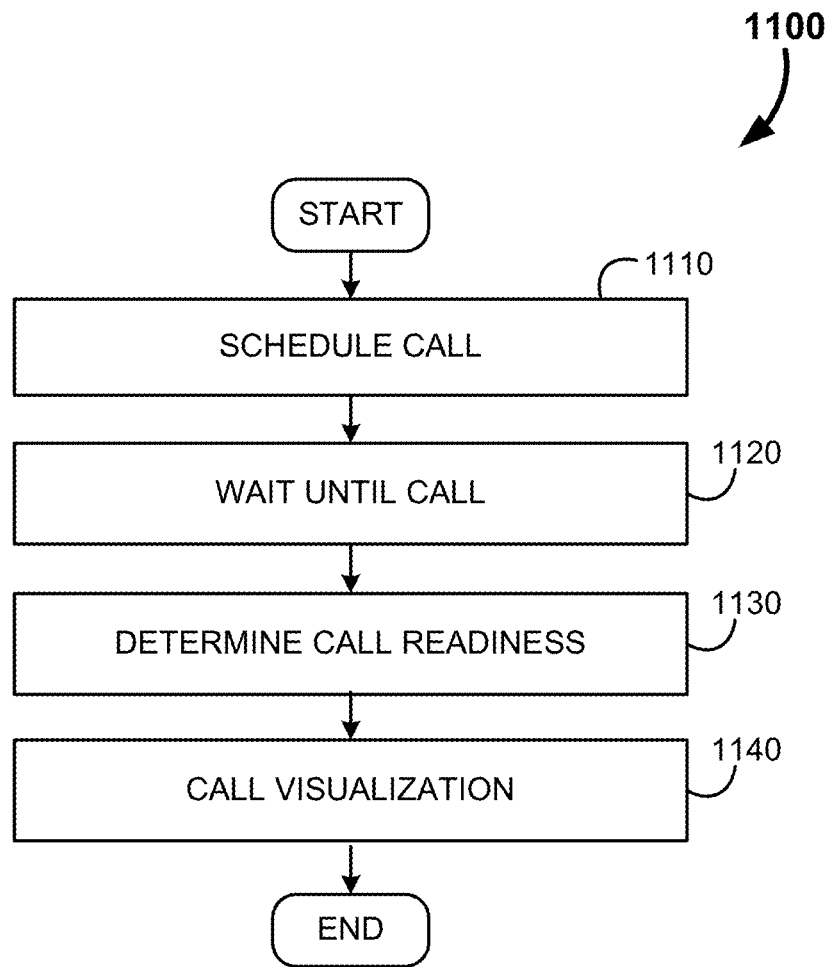 1100
START
1110
SCHEDULE CALL
1120
WAIT UNTIL CALL
1130
DETERMINE CALL READINESS
1140
CALL VISUALIZATION
END